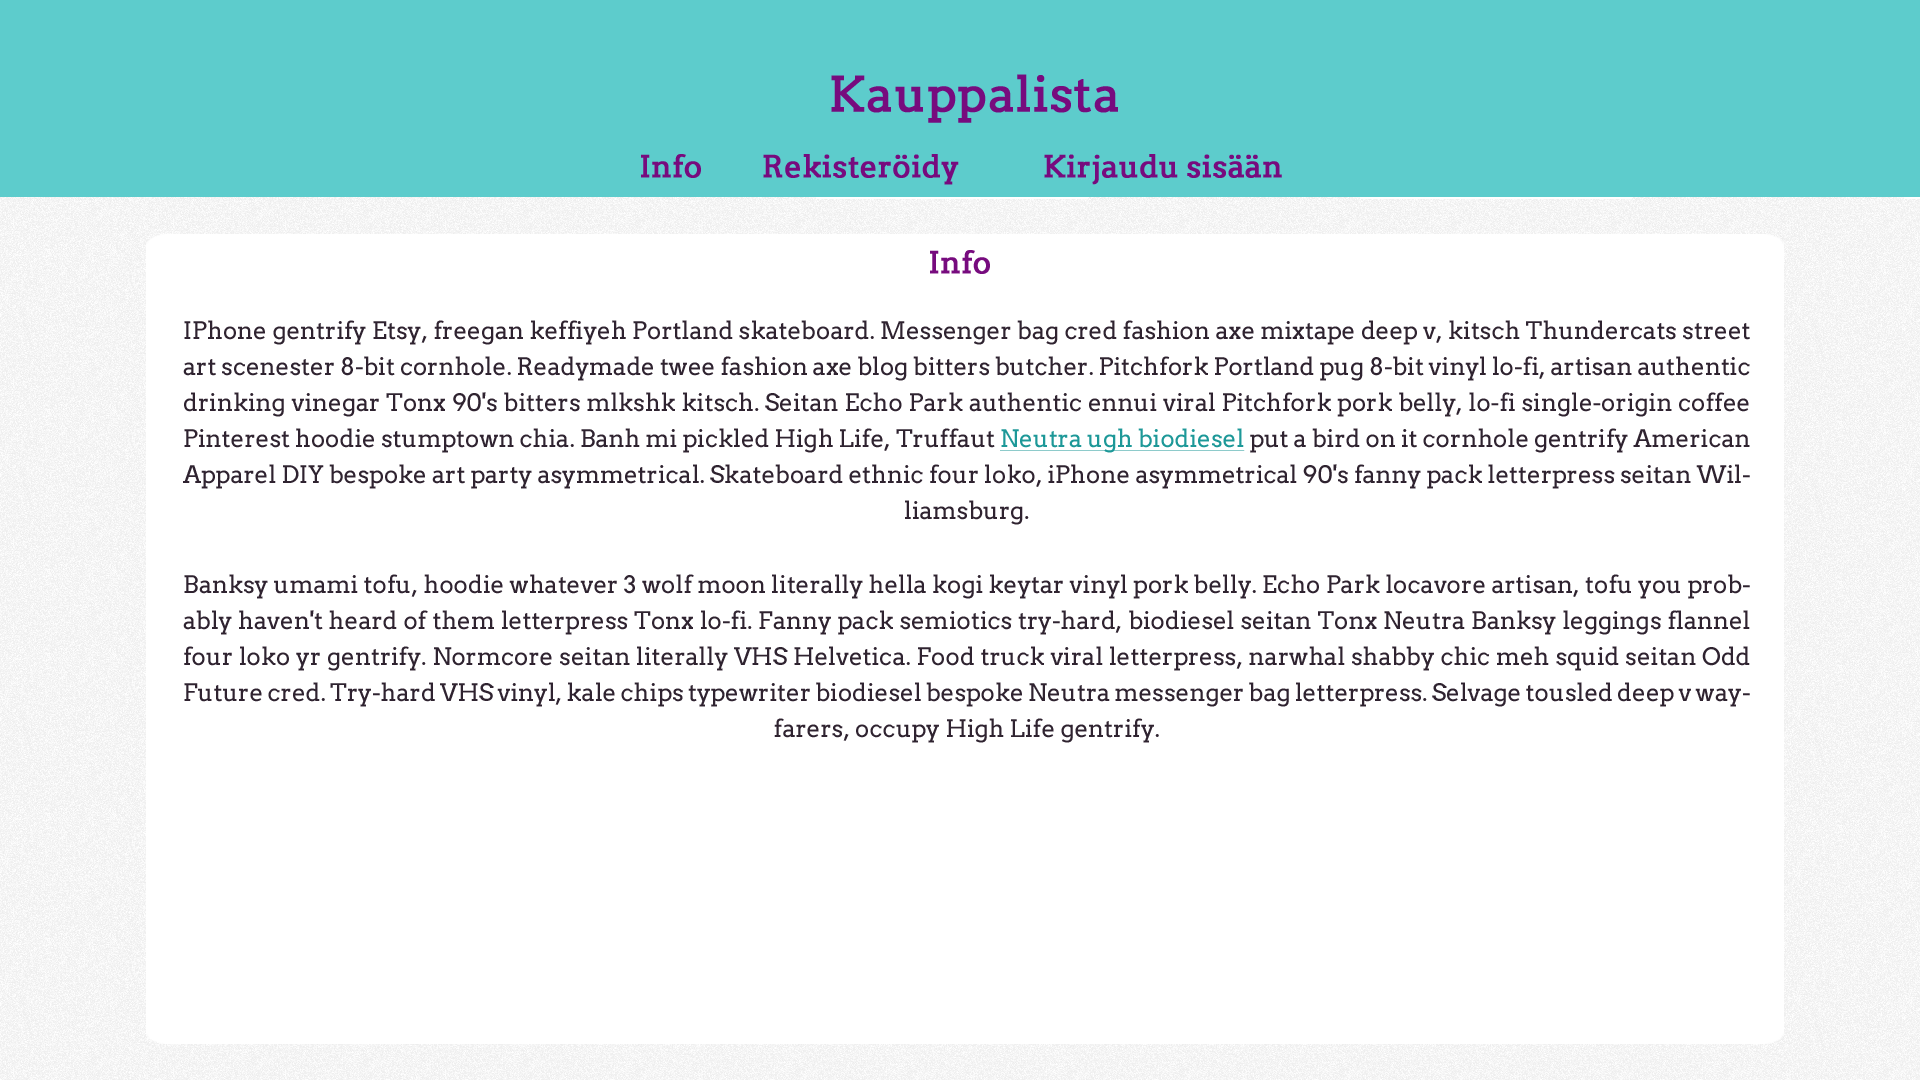 Kauppalista
Info Rekisteröidy Kirjaudu sisään
Info
IPhone gentrify Etsy, freegan keffiyeh Portland skateboard. Messenger bag cred fashion axe mixtape deep v, kitsch Thundercats street
art scenester 8-bit cornhole. Readymade twee fashion axe blog bitters butcher. Pitchfork Portland pug 8-bit vinyl lo-fi, artisan authentic
drinking vinegar Tonx 90's bitters mlkshk kitsch. Seitan Echo Park authentic ennui viral Pitchfork pork belly, lo-fi single-origin coffee
Pinterest hoodie stumptown chia. Banh mi pickled High Life, Truffaut Neutra ugh biodiesel put a bird on it cornhole gentrify American
Apparel DIY bespoke art party asymmetrical. Skateboard ethnic four loko, iPhone asymmetrical 90's fanny pack letterpress seitan Wil-
liamsburg.
Banksy umami tofu, hoodie whatever 3 wolf moon literally hella kogi keytar vinyl pork belly. Echo Park locavore artisan, tofu you prob-
ably haven't heard of them letterpress Tonx lo-fi. Fanny pack semiotics try-hard, biodiesel seitan Tonx Neutra Banksy leggings flannel
four loko yr gentrify. Normcore seitan literally VHS Helvetica. Food truck viral letterpress, narwhal shabby chic meh squid seitan Odd
Future cred. Try-hard VHS vinyl, kale chips typewriter biodiesel bespoke Neutra messenger bag letterpress. Selvage tousled deep v way-
farers, occupy High Life gentrify.